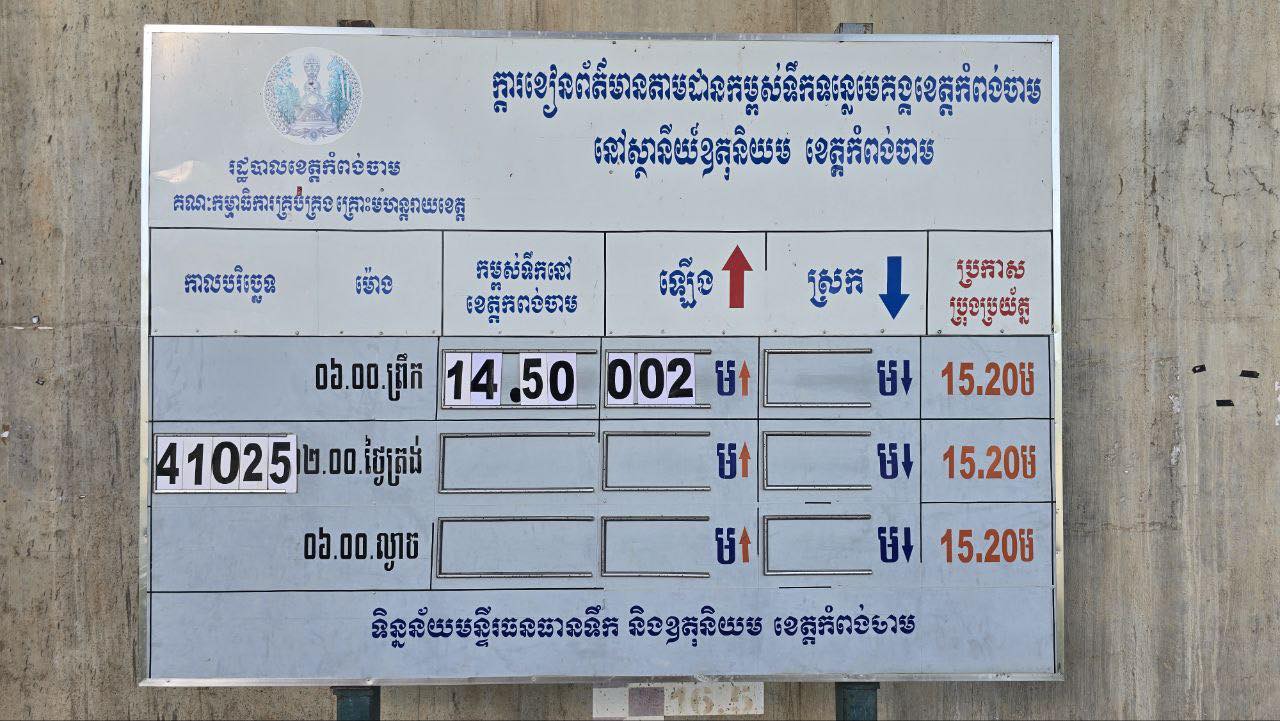 ក្តារខៀនព័ត៌មានតាមដានកម្ពស់ទឹកទន្លេមេគង្គខេត្តកំពង់ចាម
នៅស្ថានីយ៍ឧតុនិយម ខេត្តកំពង់ចាម
រដ្ឋបាលខេត្តកំពង់ចាម
គណៈកម្មាធិការគ្រប់គ្រងគ្រោះមហន្តរាយខេត្ត
កាលបរិច្ឆេទ ម៉ោង កម្ពស់ទឹកនៅ ឡើង ស្រក ប្រកាស
ខេត្តកំពង់ចាម ប្រុងប្រយ័ត្ន
០៦.០០.ព្រឹក 14.50 002 ម ម 15.20ម
41025 ២.០០.ថ្ងៃត្រង់ ម ម 15.20ម
០៦.០០.ល្ងាច ម ម 15.20ម
ទិន្នន័យមន្ទីរធនធានទឹក និងឧតុនិយម ខេត្តកំពង់ចាម
16.5